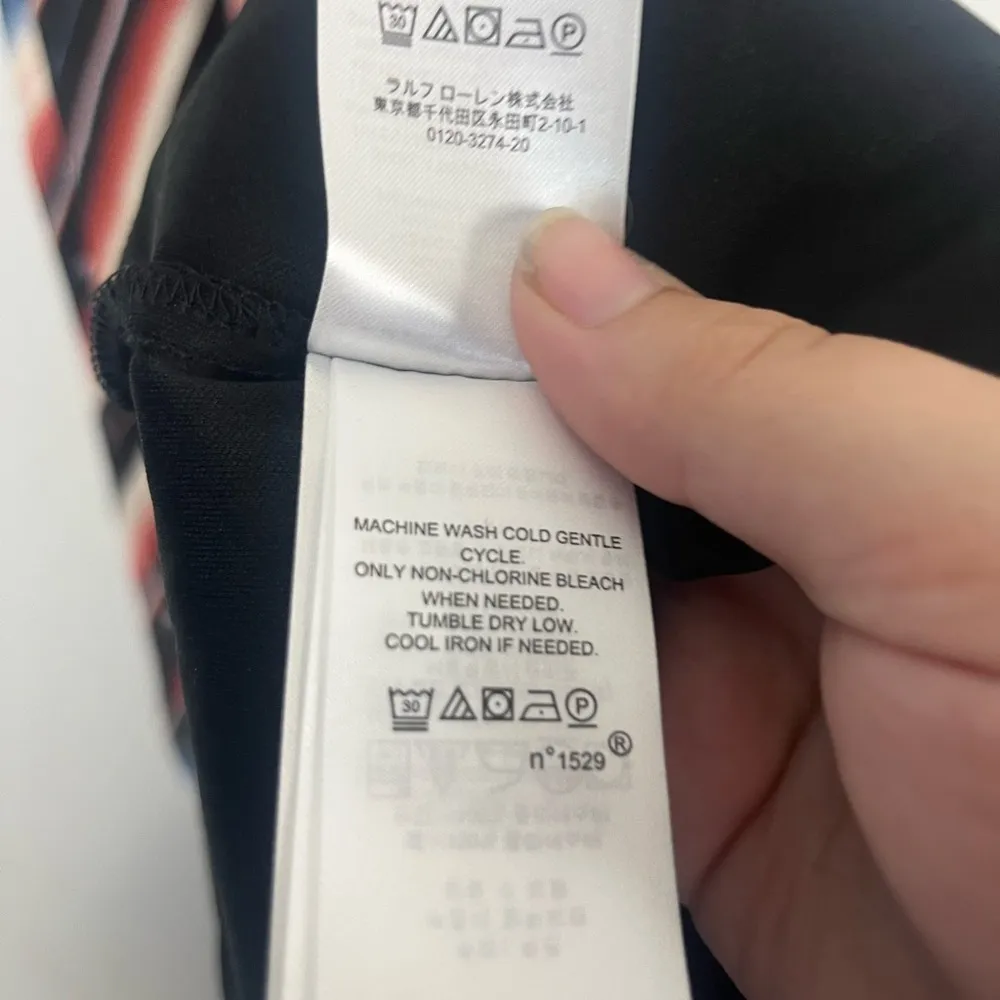 30 P
ラルフ ローレン株式会社
東京都千代田区永田町2-10-1
0120-3274-20
MACHINE WASH COLD GENTLE
CYCLE.
ONLY NON-CHLORINE BLEACH
WHEN NEEDED.
TUMBLE DRY LOW.
COOL IRON IF NEEDED.
30 P
n°1529®